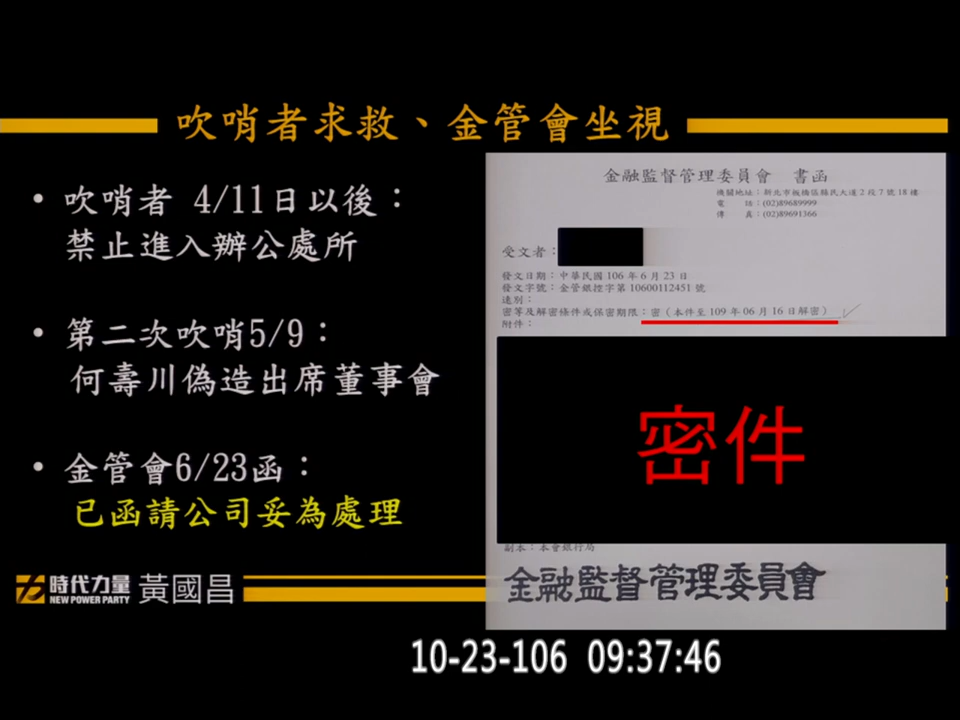 吹哨者求救、金管會坐視
• 吹哨者 4/11日以後：
禁止進入辦公處所
• 第二次吹哨5/9：
何壽川偽造出席董事會
• 金管會6/23函：
已函請公司妥為處理
金融監督管理委員會 書函
機關地址：新北市板橋區縣民大道2段7號18樓
電 話：(02)89689999
傳 真：(02)89691366
受文者：
發文日期：中華民國106年6月23日
發文字號：金管銀控字第10600112451號
速別：
密等及解密條件或保密期限：密（本件至109年06月16日解密）
附件：
密件
副本：本會銀行局
金融監督管理委員會
時代力量
NEW POWER PARTY
黃國昌
10-23-106 09:37:46